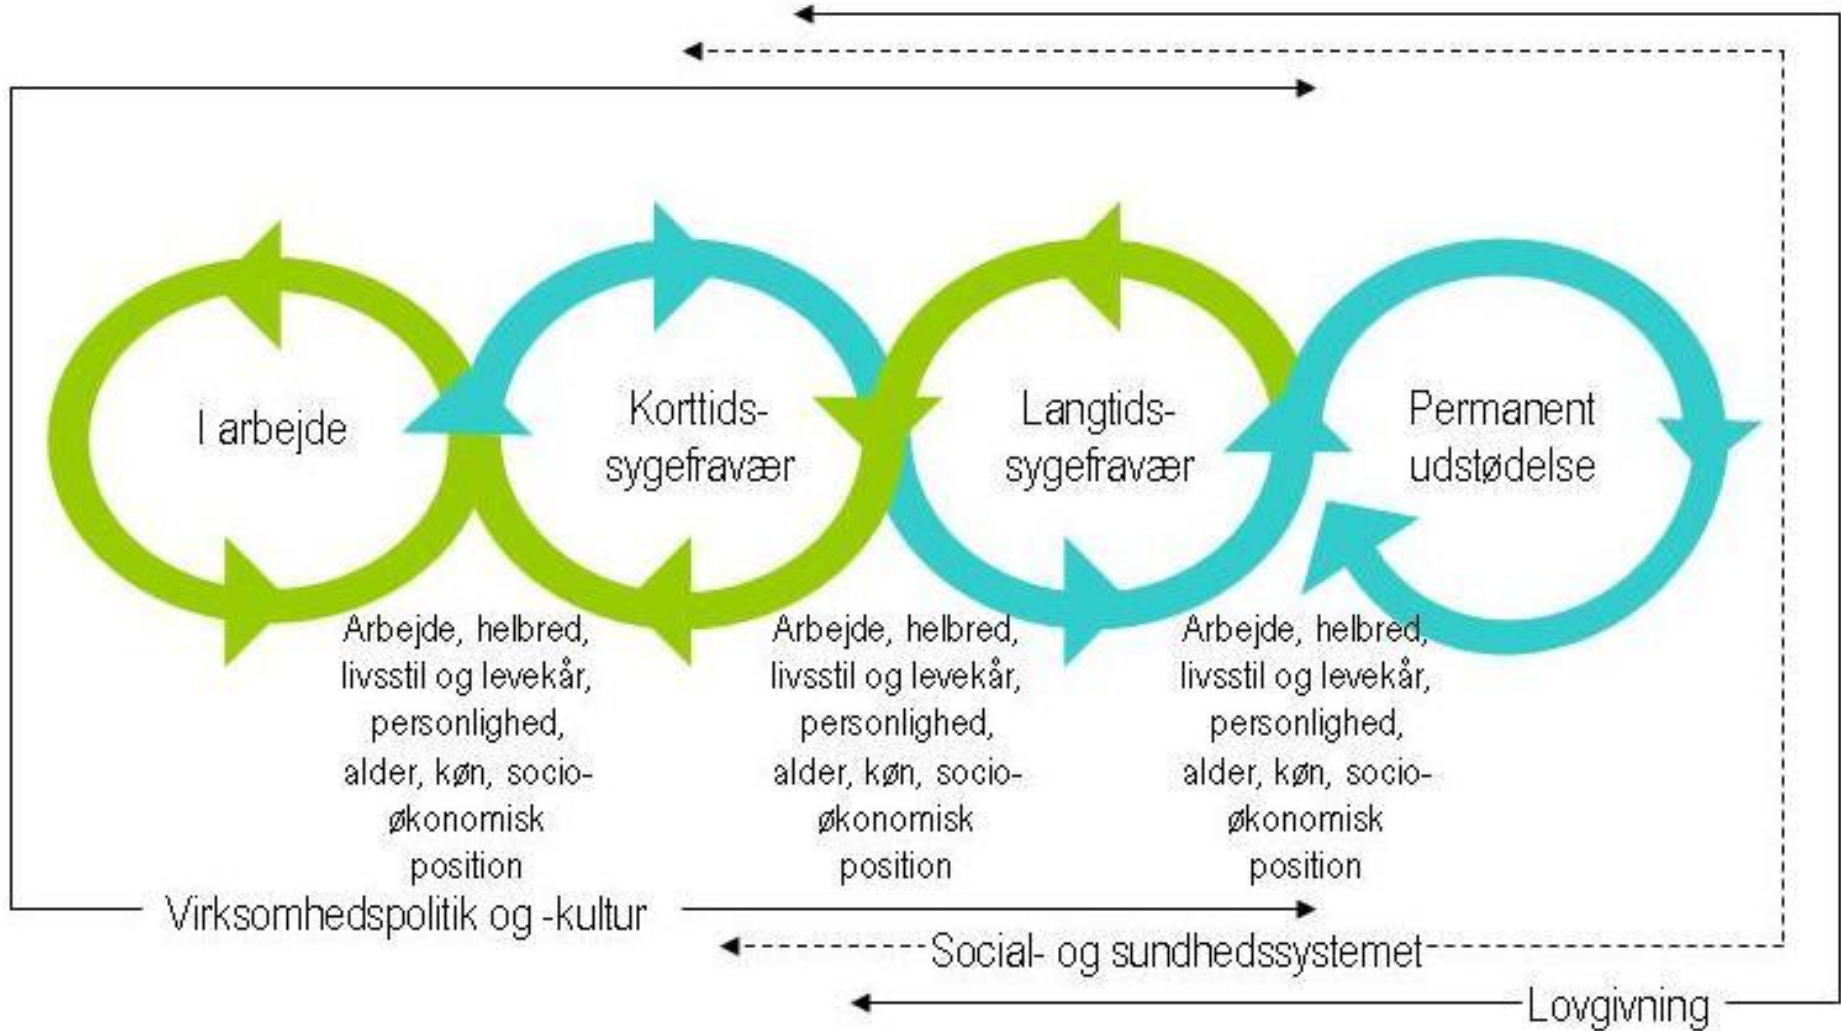 I arbejde
Korttids-
sygefravær
Langtids-
sygefravær
Permanent
udstødelse
Arbejde, helbred,
livsstil og levekår,
personlighed,
alder, køn, socio-
økonomisk
position
Arbejde, helbred,
livsstil og levekår,
personlighed,
alder, køn, socio-
økonomisk
position
Arbejde, helbred,
livsstil og levekår,
personlighed,
alder, køn, socio-
økonomisk
position
Virksomhedspolitik og -kultur
Social- og sundhedssystemet
Lovgivning